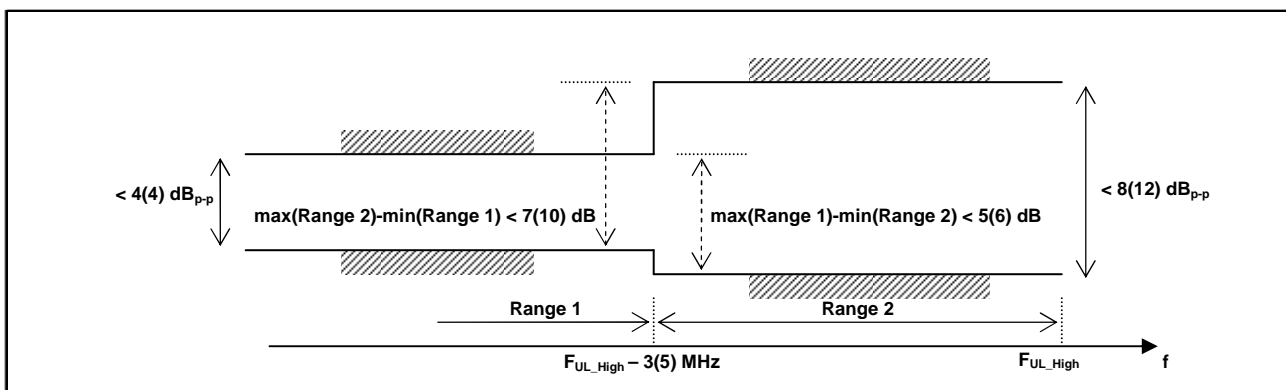 < 4(4) dBp-p
max(Range 2)-min(Range 1) < 7(10) dB
max(Range 1)-min(Range 2) < 5(6) dB
< 8(12) dBp-p
Range 1
Range 2
FUL_High – 3(5) MHz
FUL_High
f